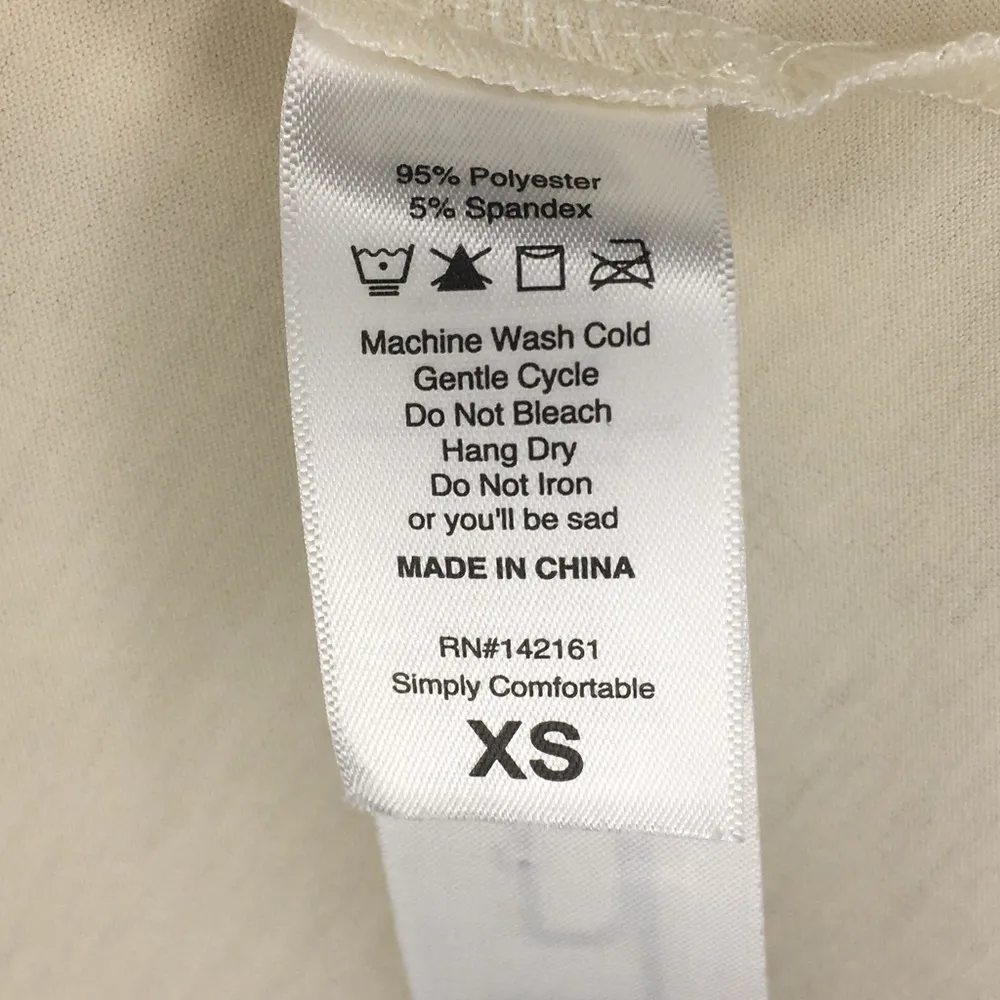 95% Polyester
5% Spandex
Machine Wash Cold
Gentle Cycle
Do Not Bleach
Hang Dry
Do Not Iron
or you'll be sad
MADE IN CHINA
RN#142161
Simply Comfortable
XS